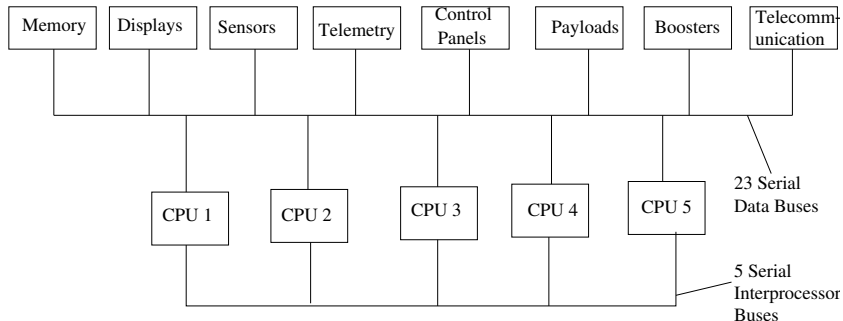 Memory
Displays
Sensors
Telemetry
Control
Panels
Payloads
Boosters
Telecomm-
unication
CPU 1
CPU 2
CPU 3
CPU 4
CPU 5
23 Serial
Data Buses
5 Serial
Interprocessor
Buses